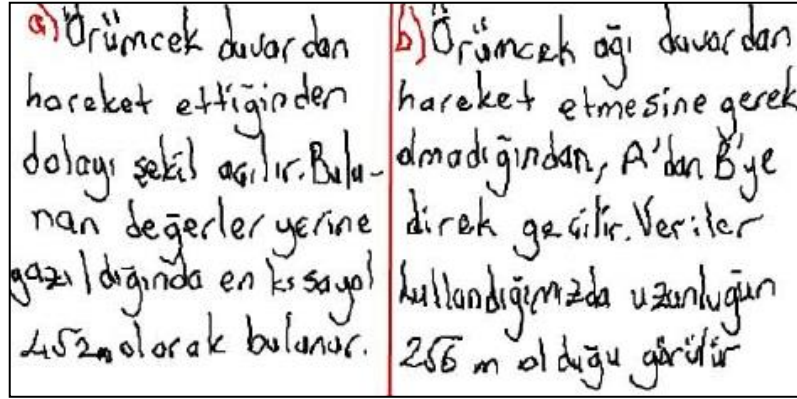 a) Örümcek duvardan
hareket ettiğinden
dolayı şekil açılır. Bulu-
nan değerler yerine
yazıldığında en kısa yol
4√2 m olarak bulunur.
b) Örümcek ağı duvardan
hareket etmesine gerek
olmadığından, A'dan B'ye
direk geçilir. Veriler
kullandığımızda uzunluğun
2√6 m olduğu görülür